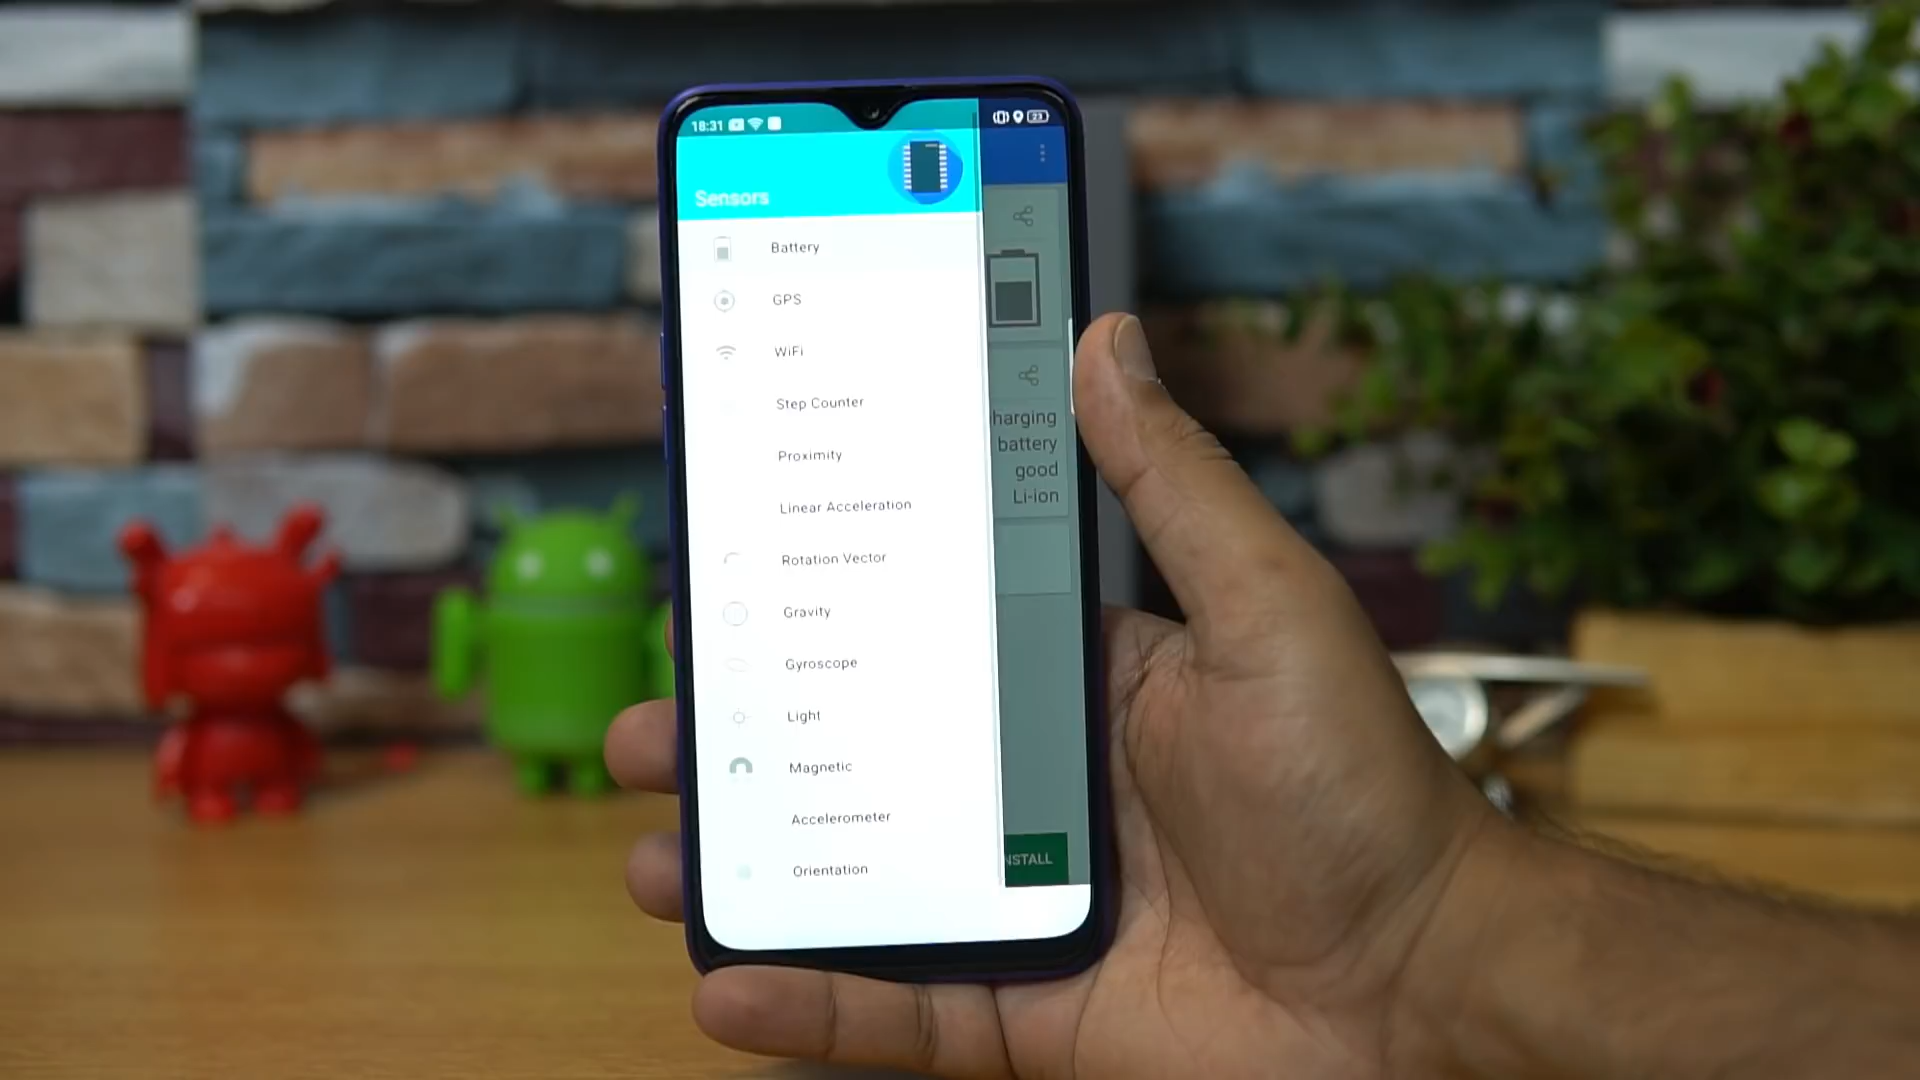 18:31
23
Sensors
Battery
GPS
WiFi
Step Counter
Proximity
Linear Acceleration
Rotation Vector
Gravity
Gyroscope
Light
Magnetic
Accelerometer
Orientation
harging
battery
good
Li-ion
NSTALL